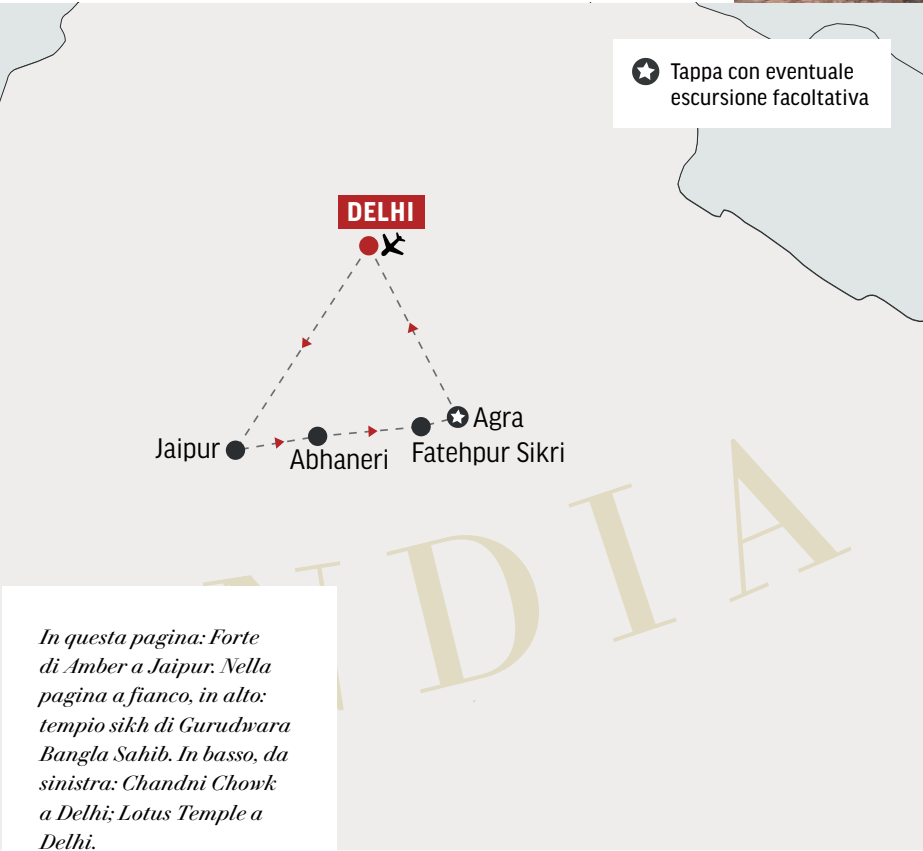 Tappa con eventuale
escursione facoltativa
DELHI
Jaipur
Abhaneri
Fatehpur Sikri
Agra
NDIA
In questa pagina: Forte
di Amber a Jaipur. Nella
pagina a fianco, in alto:
tempio sikh di Gurudwara
Bangla Sahib. In basso, da
sinistra: Chandni Chowk
a Delhi; Lotus Temple a
Delhi.